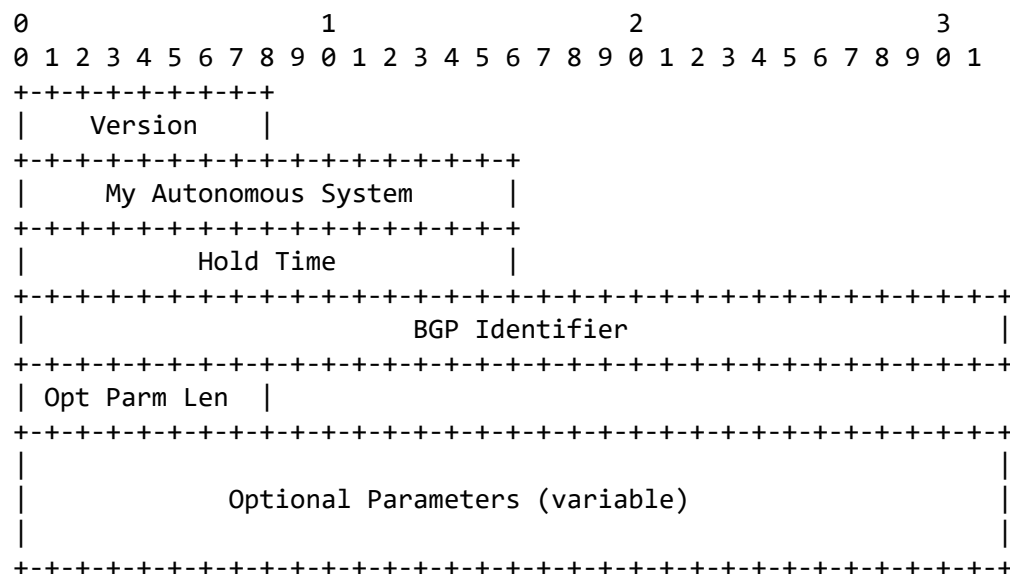 0                   1                   2                   3
0 1 2 3 4 5 6 7 8 9 0 1 2 3 4 5 6 7 8 9 0 1 2 3 4 5 6 7 8 9 0 1
+-+-+-+-+-+-+-+-+
|    Version    |
+-+-+-+-+-+-+-+-+-+-+-+-+-+-+-+-+
|     My Autonomous System      |
+-+-+-+-+-+-+-+-+-+-+-+-+-+-+-+-+
|           Hold Time           |
+-+-+-+-+-+-+-+-+-+-+-+-+-+-+-+-+-+-+-+-+-+-+-+-+-+-+-+-+-+-+-+-+
|                         BGP Identifier                        |
+-+-+-+-+-+-+-+-+-+-+-+-+-+-+-+-+-+-+-+-+-+-+-+-+-+-+-+-+-+-+-+-+
| Opt Parm Len  |
+-+-+-+-+-+-+-+-+-+-+-+-+-+-+-+-+-+-+-+-+-+-+-+-+-+-+-+-+-+-+-+-+
|                                                               |
|             Optional Parameters (variable)                    |
|                                                               |
+-+-+-+-+-+-+-+-+-+-+-+-+-+-+-+-+-+-+-+-+-+-+-+-+-+-+-+-+-+-+-+-+